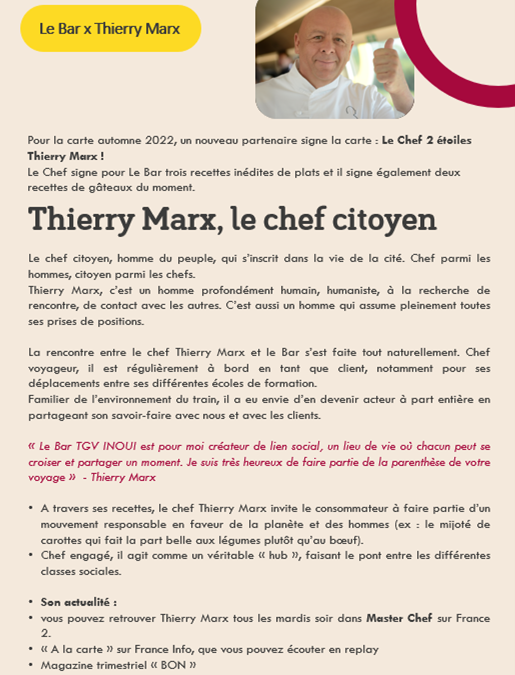 Le Bar x Thierry Marx
Pour la carte automne 2022, un nouveau partenaire signe la carte : Le Chef 2 étoiles
Thierry Marx !
Le Chef signe pour Le Bar trois recettes inédites de plats et il signe également deux
recettes de gâteaux du moment.
Thierry Marx, le chef citoyen
Le chef citoyen, homme du peuple, qui s'inscrit dans la vie de la cité. Chef parmi les
hommes, citoyen parmi les chefs.
Thierry Marx, c'est un homme profondément humain, humaniste, à la recherche de
rencontre, de contact avec les autres. C'est aussi un homme qui assume pleinement toutes
ses prises de positions.
La rencontre entre le chef Thierry Marx et le Bar s'est faite tout naturellement. Chef
voyageur, il est régulièrement à bord en tant que client, notamment pour ses
déplacements entre ses différentes écoles de formation.
Familier de l'environnement du train, il a eu envie d'en devenir acteur à part entière en
partageant son savoir-faire avec nous et avec les clients.
« Le Bar TGV INOUI est pour moi créateur de lien social, un lieu de vie où chacun peut se
croiser et partager un moment. Je suis très heureux de faire partie de la parenthèse de votre
voyage » - Thierry Marx
• A travers ses recettes, le chef Thierry Marx invite le consommateur à faire partie d'un
mouvement responsable en faveur de la planète et des hommes (ex : le mijoté de
carottes qui fait la part belle aux légumes plutôt qu'au bœuf).
• Chef engagé, il agit comme un véritable « hub », faisant le pont entre les différentes
classes sociales.
• Son actualité :
• vous pouvez retrouver Thierry Marx tous les mardis soir dans Master Chef sur France
2.
• « A la carte » sur France Info, que vous pouvez écouter en replay
• Magazine trimestriel « BON »